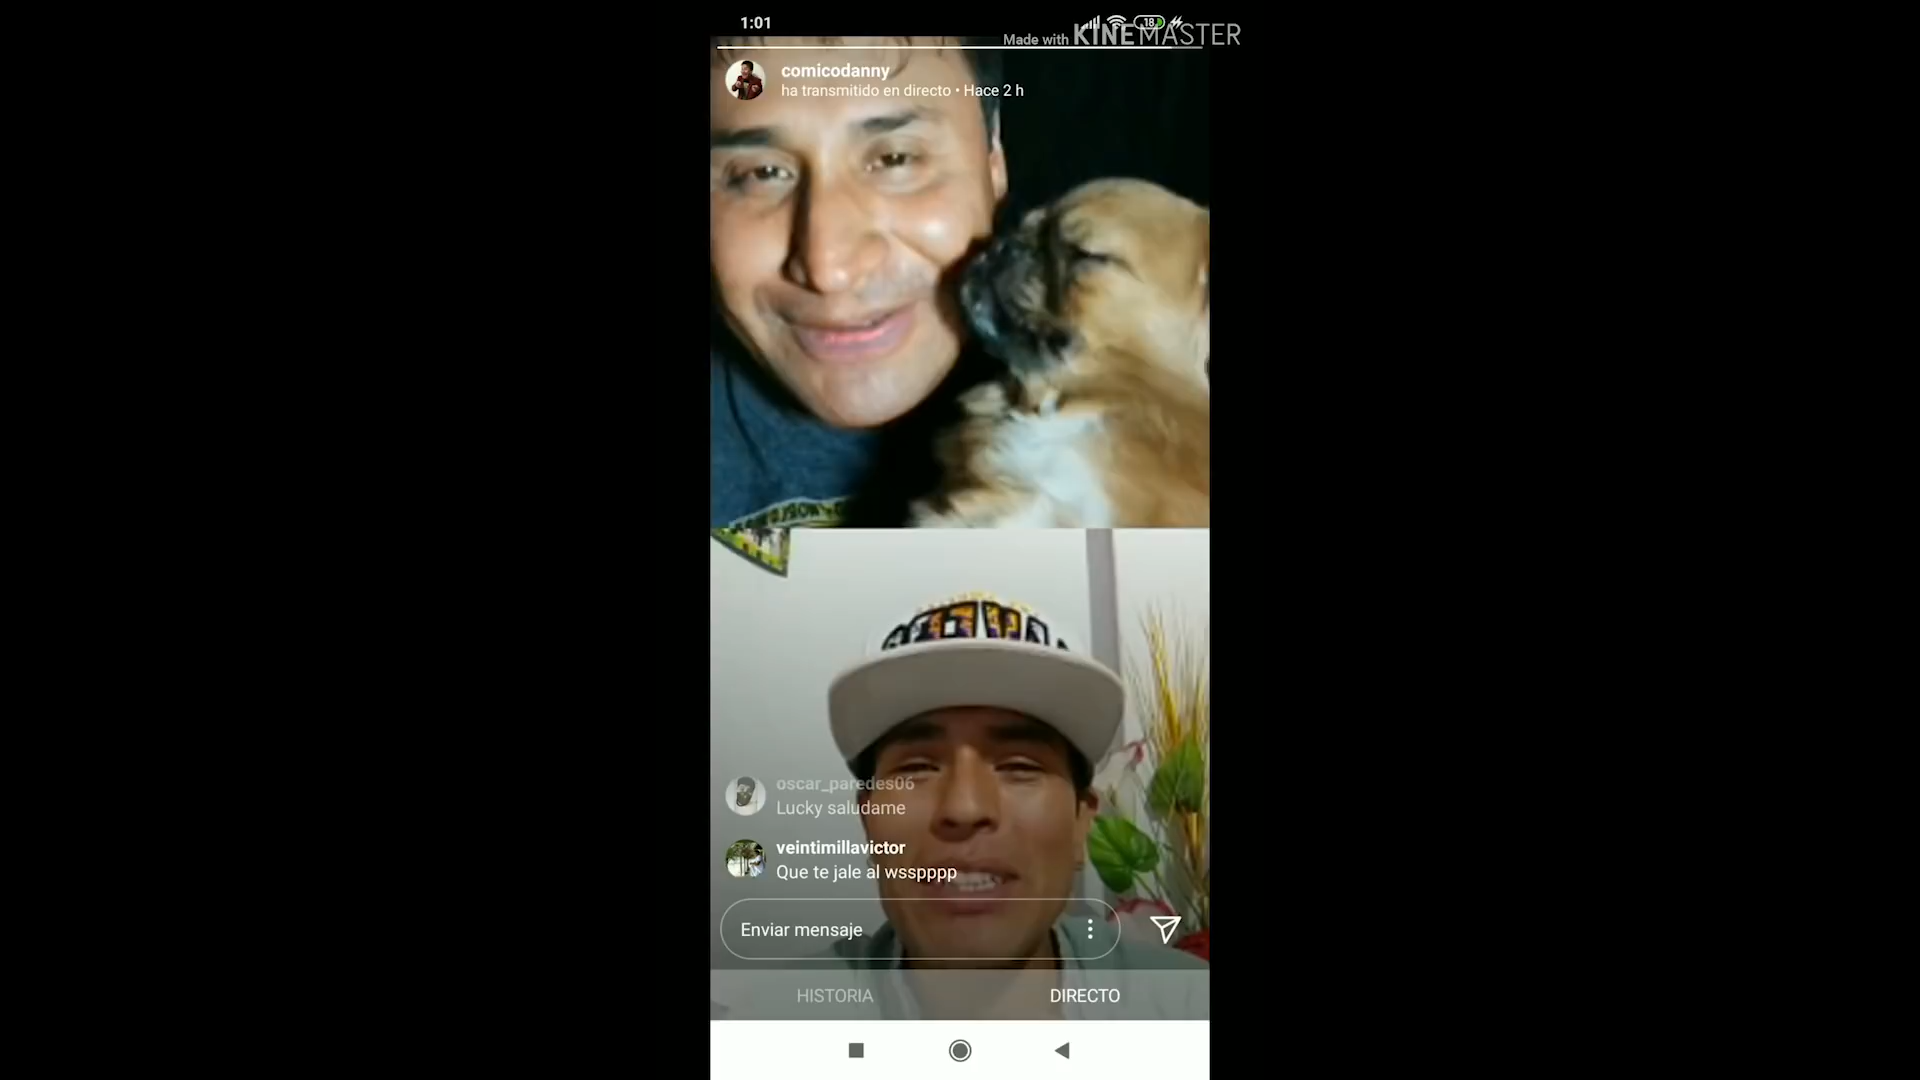 1:01
18
Made with KINEMASTER
comicodanny
ha transmitido en directo • Hace 2 h
oscar_paredes06
Lucky saludame
veintimillavictor
Que te jale al wsspppp
Enviar mensaje
HISTORIA
DIRECTO